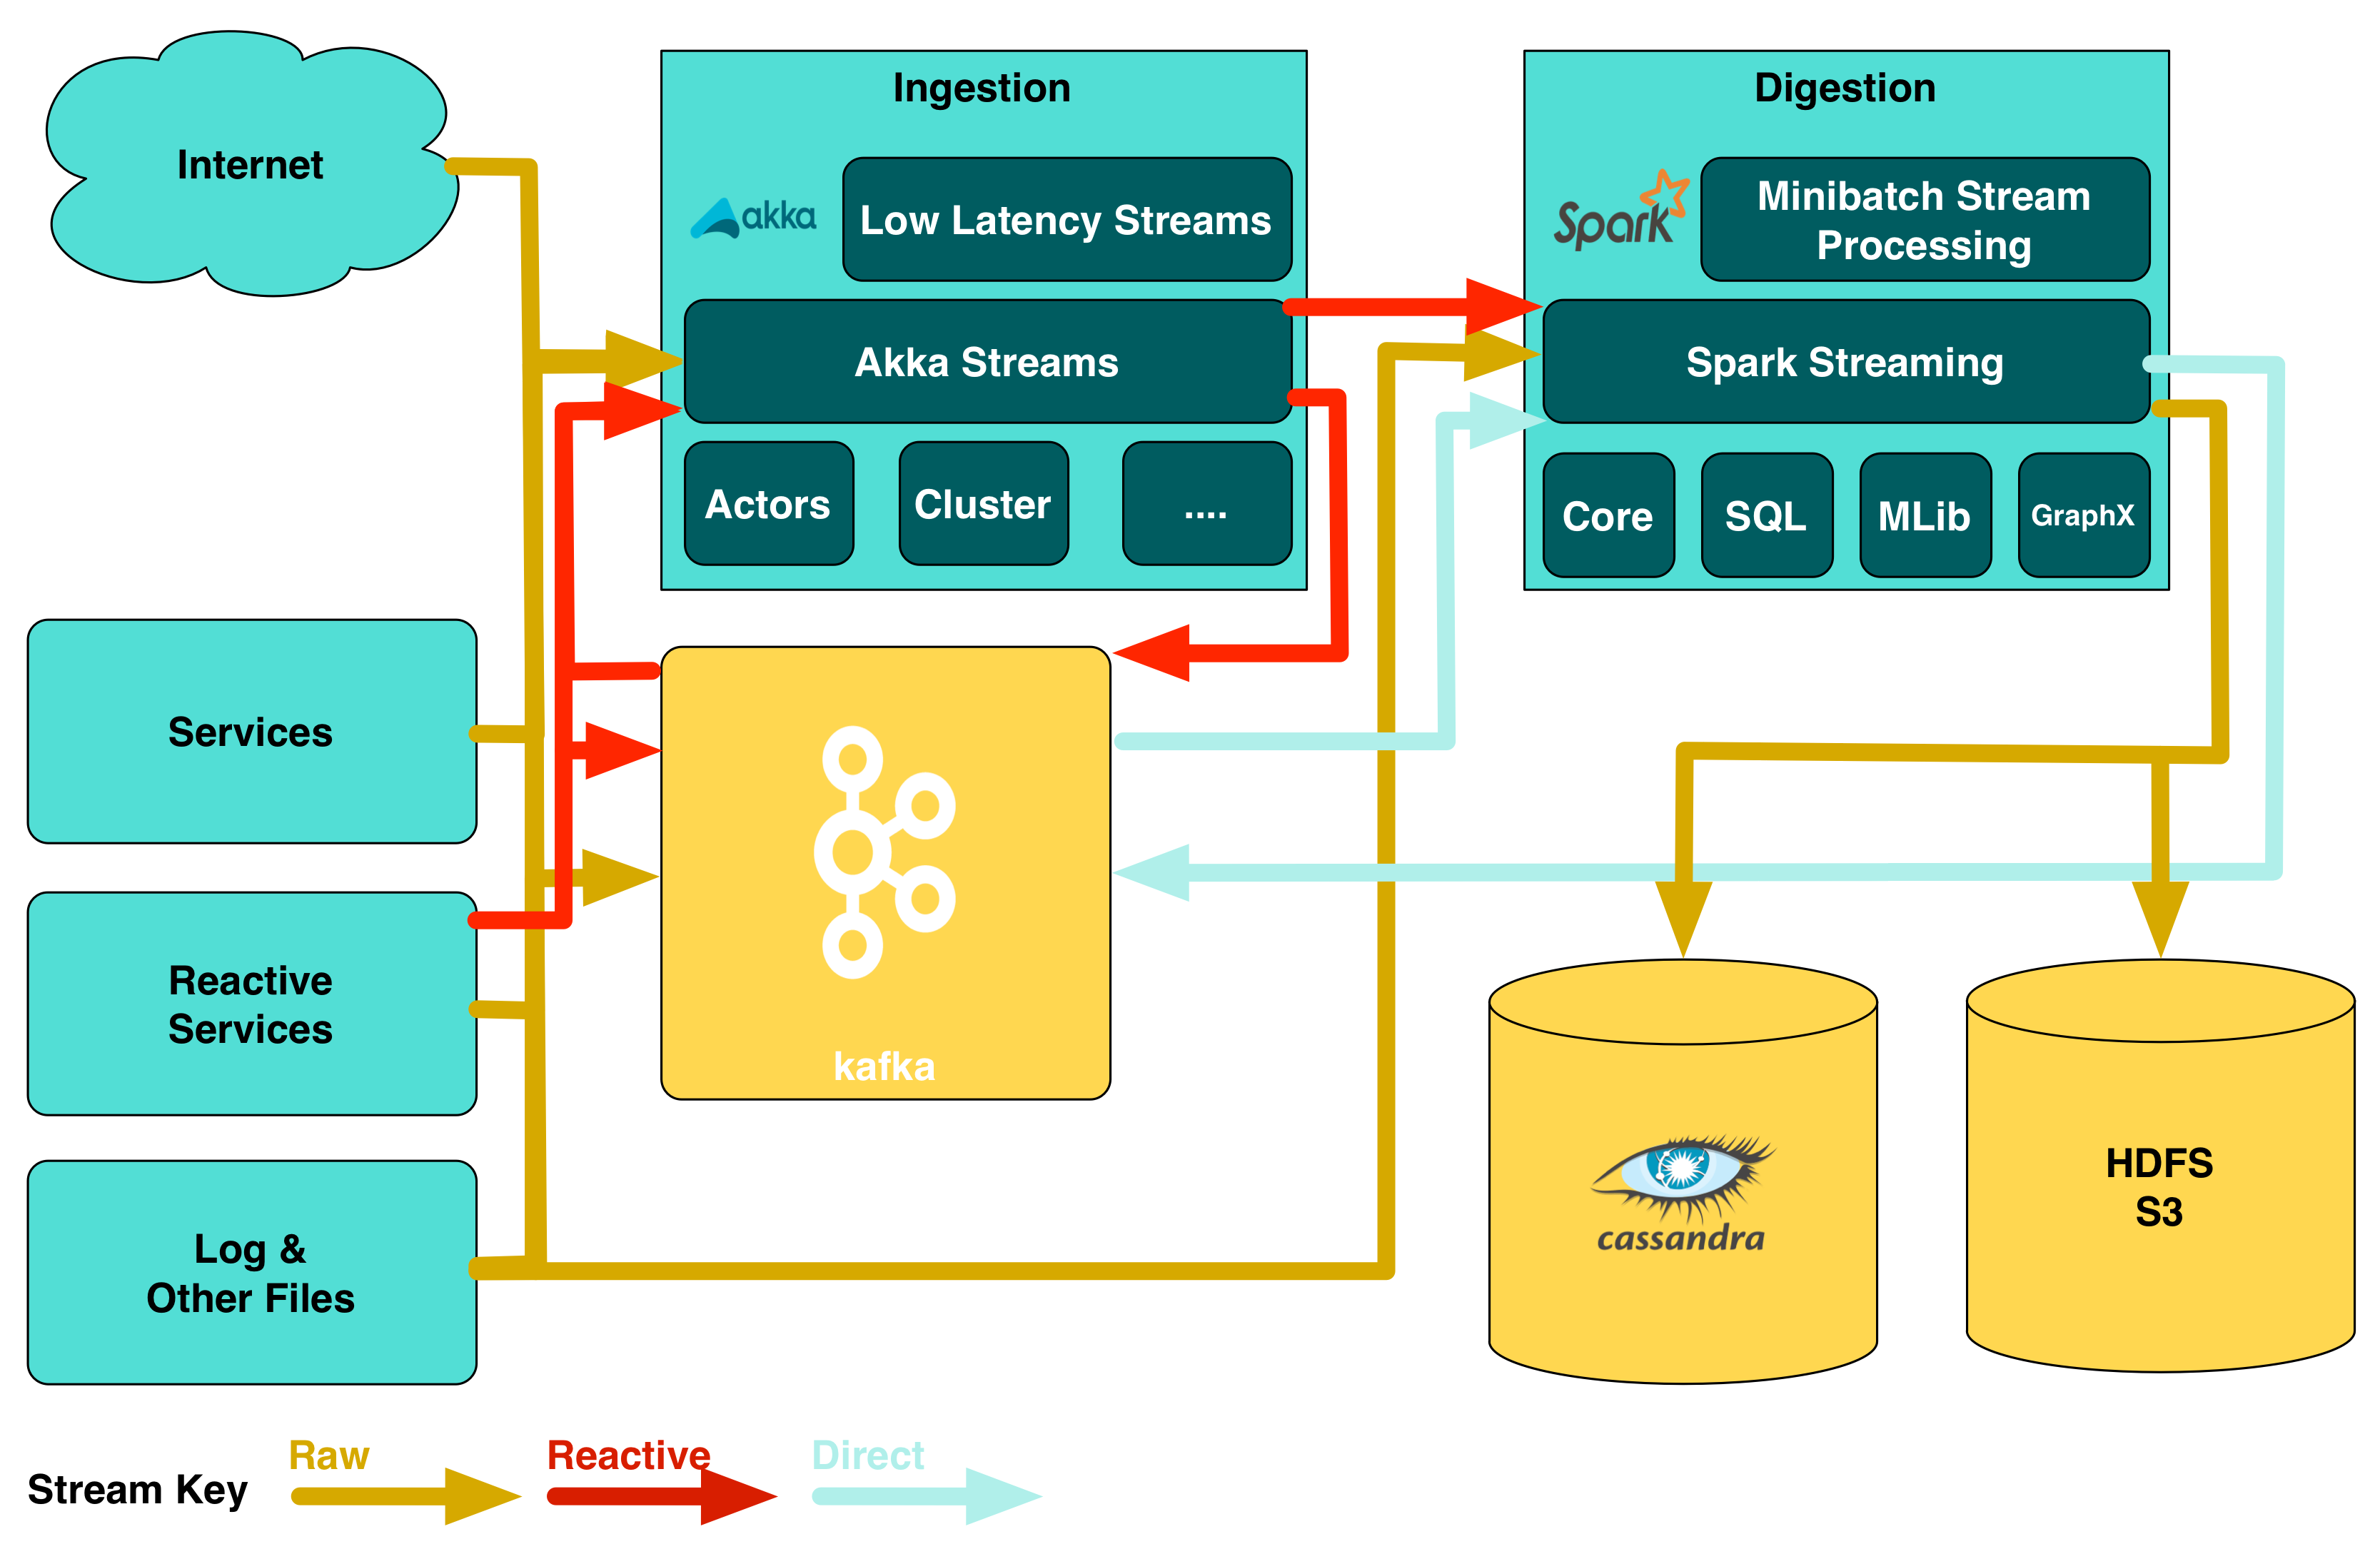 Internet
Ingestion
akka
Low Latency Streams
Akka Streams
Actors
Cluster
....
Digestion
Spark
Minibatch Stream
Processing
Spark Streaming
Core
SQL
MLib
GraphX
Services
Reactive
Services
Log &
Other Files
kafka
cassandra
HDFS
S3
Stream Key
Raw
Reactive
Direct